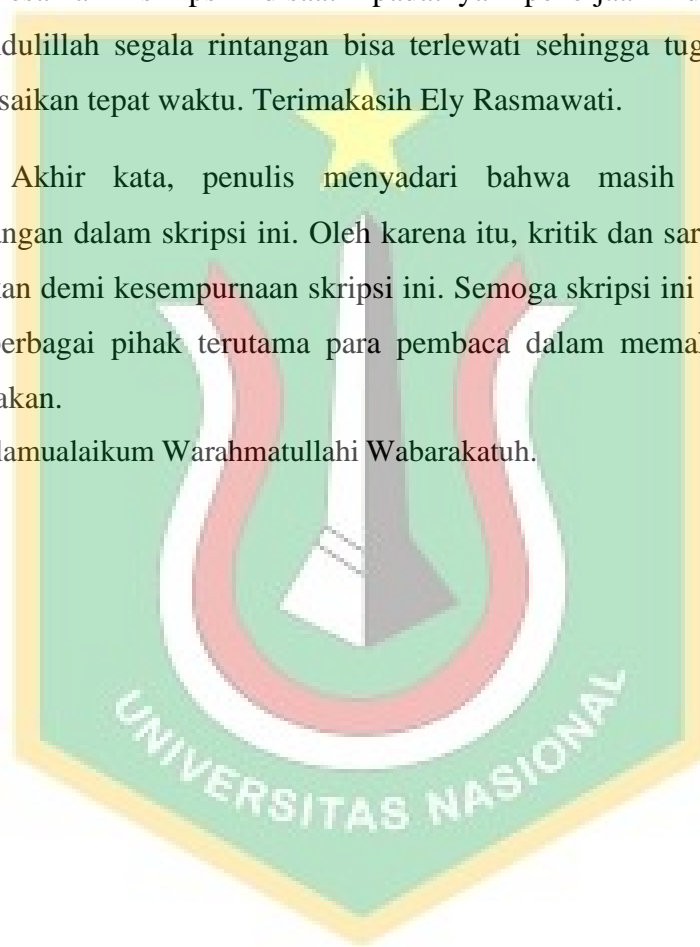 dulillah segala rintangan bisa terlewati sehingga tug
saikan tepat waktu. Terimakasih Ely Rasmawati.
Akhir kata, penulis menyadari bahwa masih
angan dalam skripsi ini. Oleh karena itu, kritik dan sar
kan demi kesempurnaan skripsi ini. Semoga skripsi ini
berbagai pihak terutama para pembaca dalam memal
akan.
lamualaikum Warahmatullahi Wabarakatuh.
UNIVERSITAS NASIONAL